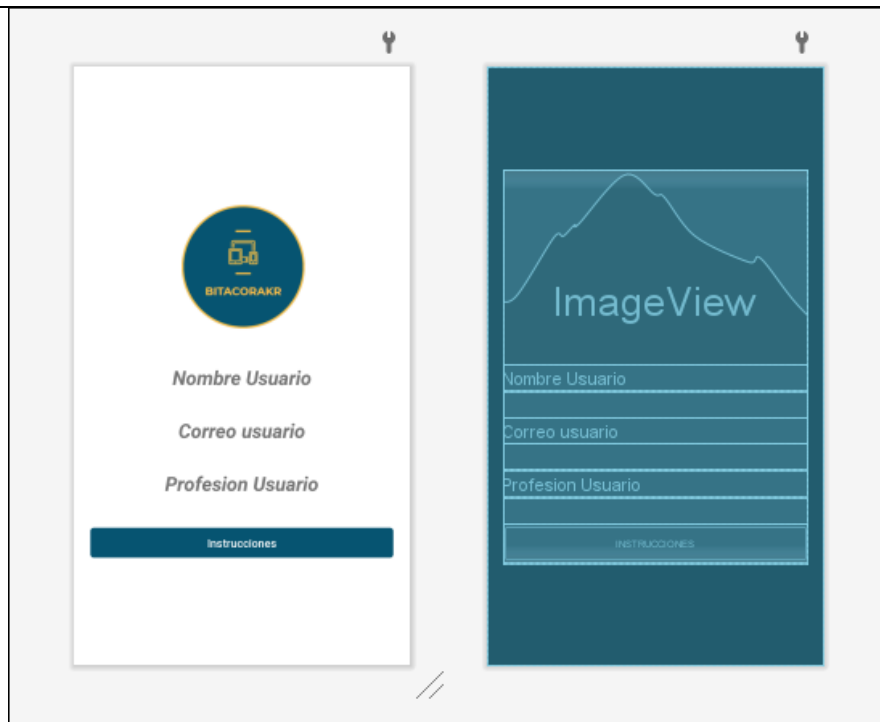 BITACORAKR
Nombre Usuario
Correo usuario
Profesion Usuario
Instrucciones
ImageView
Nombre Usuario
Correo usuario
Profesion Usuario
INSTRUCCIONES